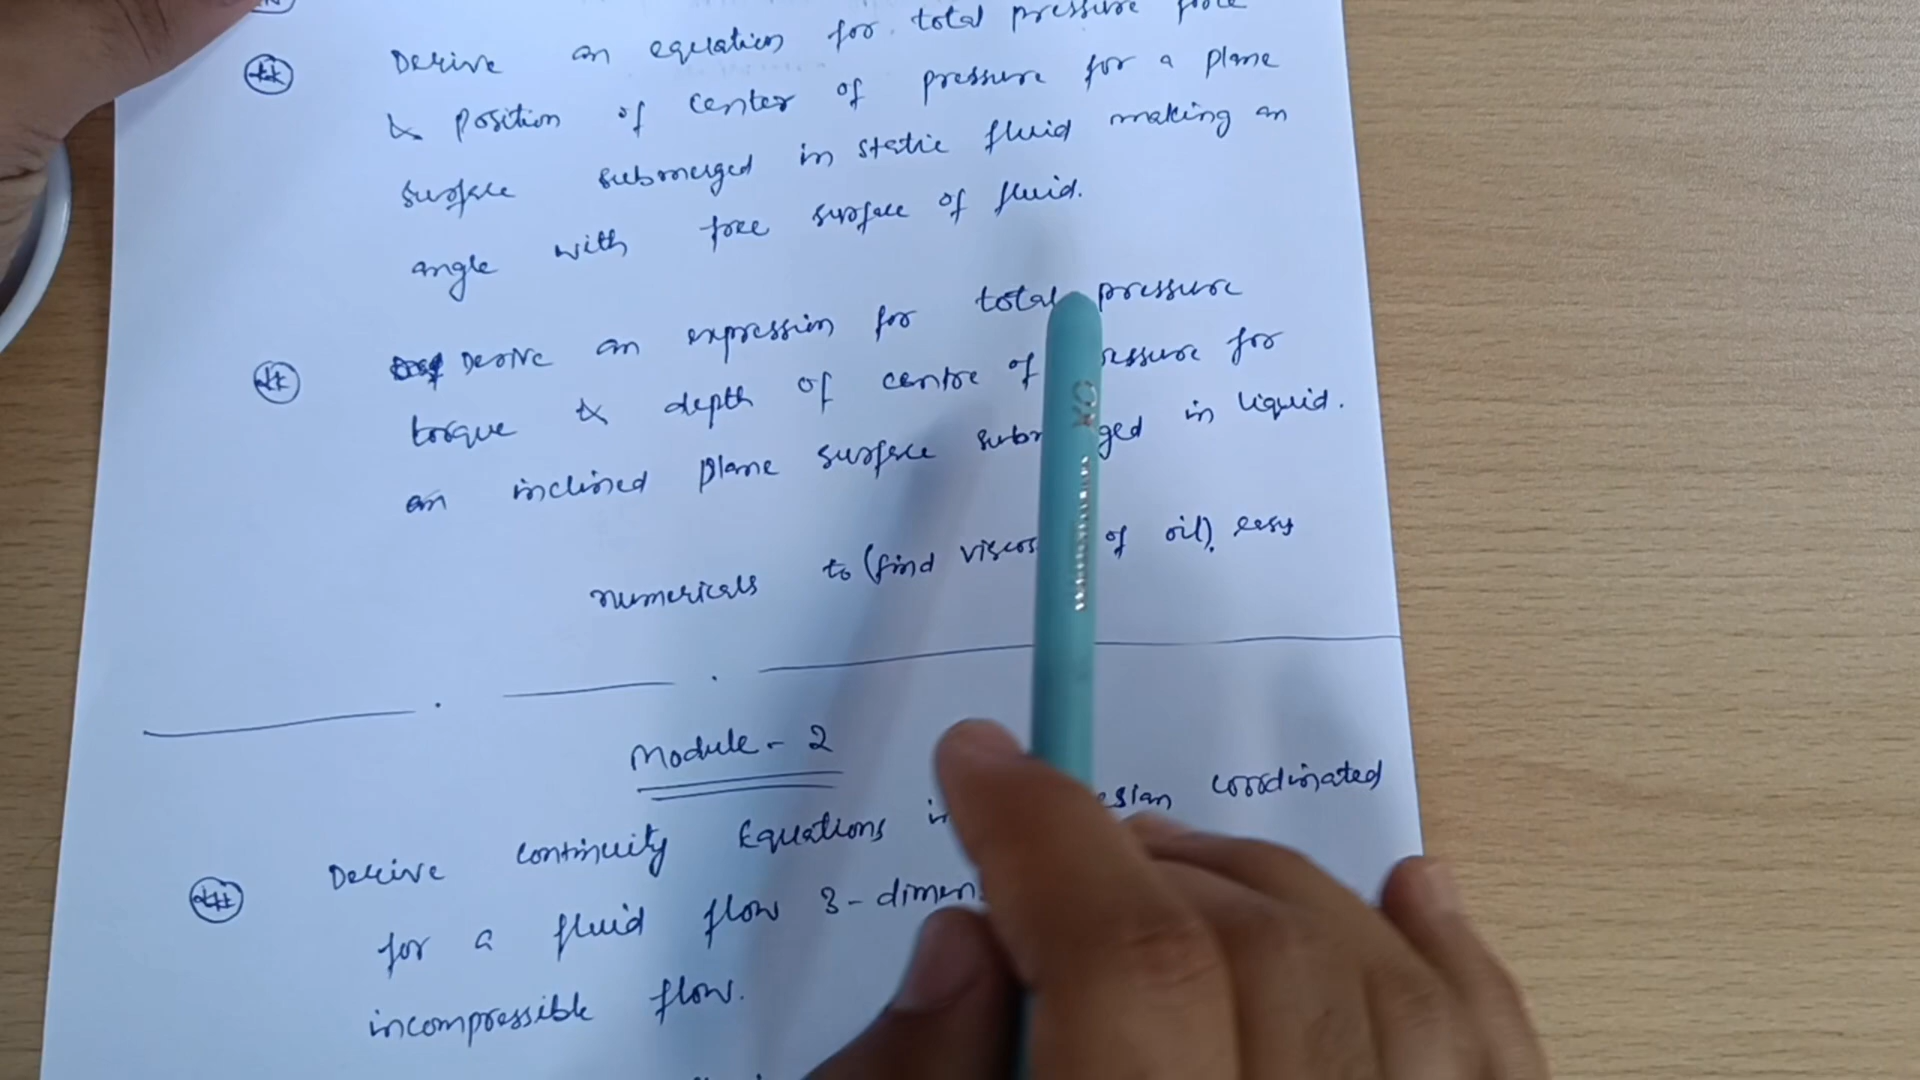 Derive an equation for total pressure
& position of center of pressure for a plane
surface submerged in static fluid making an
angle with free surface of fluid.
Derive an expression for total pressure
torque & depth of centre of for
an inclined plane surface in liquid.
numericals to (find of oil). easy
Module - 2
Derive continuity Equations coordinated
for a fluid flow 3-
incompressible flow.